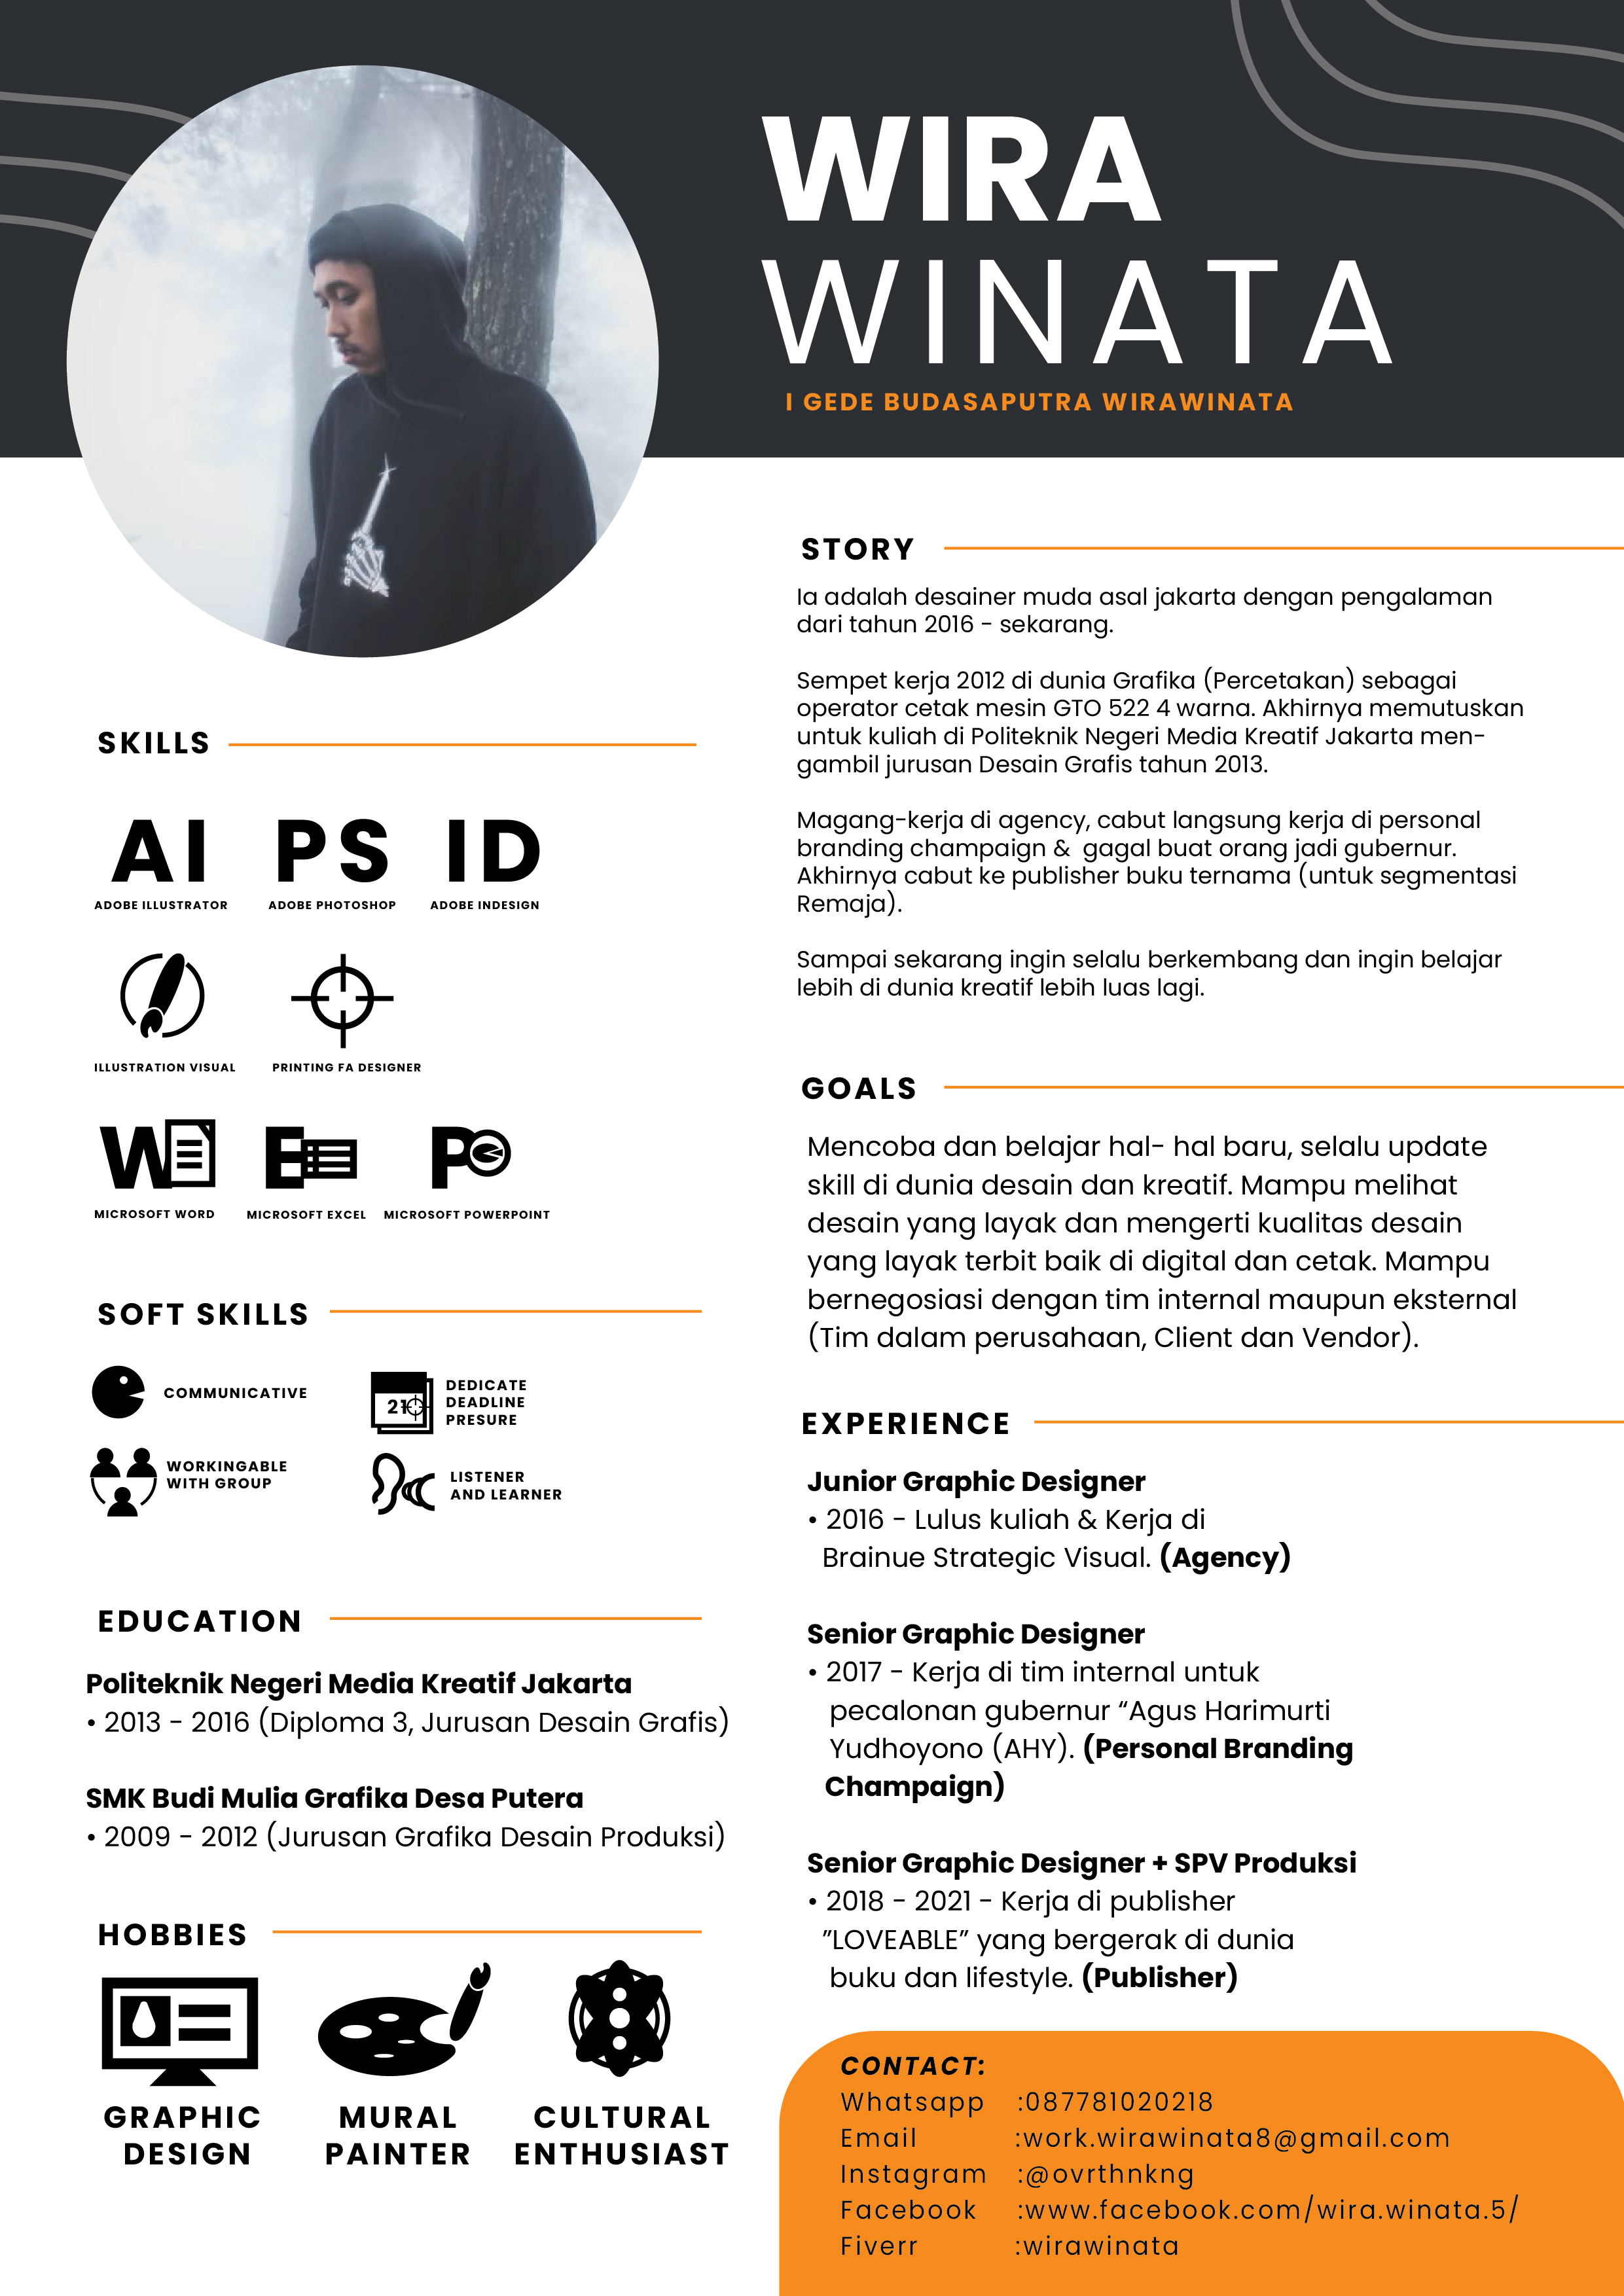 WIRA
WINATA
I GEDE BUDASAPUTRA WIRAWINATA
SKILLS
AI PS ID
ADOBE ILLUSTRATOR ADOBE PHOTOSHOP ADOBE INDESIGN
ILLUSTRATION VISUAL PRINTING FA DESIGNER
W E P
MICROSOFT WORD MICROSOFT EXCEL MICROSOFT POWERPOINT
SOFT SKILLS
COMMUNICATIVE
21
DEDICATE
DEADLINE
PRESURE
WORKINGABLE
WITH GROUP
LISTENER
AND LEARNER
EDUCATION
Politeknik Negeri Media Kreatif Jakarta
• 2013 - 2016 (Diploma 3, Jurusan Desain Grafis)
SMK Budi Mulia Grafika Desa Putera
• 2009 - 2012 (Jurusan Grafika Desain Produksi)
HOBBIES
GRAPHIC
DESIGN
MURAL
PAINTER
CULTURAL
ENTHUSIAST
STORY
Ia adalah desainer muda asal jakarta dengan pengalaman
dari tahun 2016 - sekarang.
Sempet kerja 2012 di dunia Grafika (Percetakan) sebagai
operator cetak mesin GTO 522 4 warna. Akhirnya memutuskan
untuk kuliah di Politeknik Negeri Media Kreatif Jakarta men-
gambil jurusan Desain Grafis tahun 2013.
Magang-kerja di agency, cabut langsung kerja di personal
branding champaign &  gagal buat orang jadi gubernur.
Akhirnya cabut ke publisher buku ternama (untuk segmentasi
Remaja).
Sampai sekarang ingin selalu berkembang dan ingin belajar
lebih di dunia kreatif lebih luas lagi.
GOALS
Mencoba dan belajar hal- hal baru, selalu update
skill di dunia desain dan kreatif. Mampu melihat
desain yang layak dan mengerti kualitas desain
yang layak terbit baik di digital dan cetak. Mampu
bernegosiasi dengan tim internal maupun eksternal
(Tim dalam perusahaan, Client dan Vendor).
EXPERIENCE
Junior Graphic Designer
• 2016 - Lulus kuliah & Kerja di
Brainue Strategic Visual. (Agency)
Senior Graphic Designer
• 2017 - Kerja di tim internal untuk
pecalonan gubernur “Agus Harimurti
Yudhoyono (AHY). (Personal Branding
Champaign)
Senior Graphic Designer + SPV Produksi
• 2018 - 2021 - Kerja di publisher
”LOVEABLE” yang bergerak di dunia
buku dan lifestyle. (Publisher)
CONTACT:
Whatsapp :087781020218
Email :work.wirawinata8@gmail.com
Instagram :@ovrthnkng
Facebook :www.facebook.com/wira.winata.5/
Fiverr :wirawinata